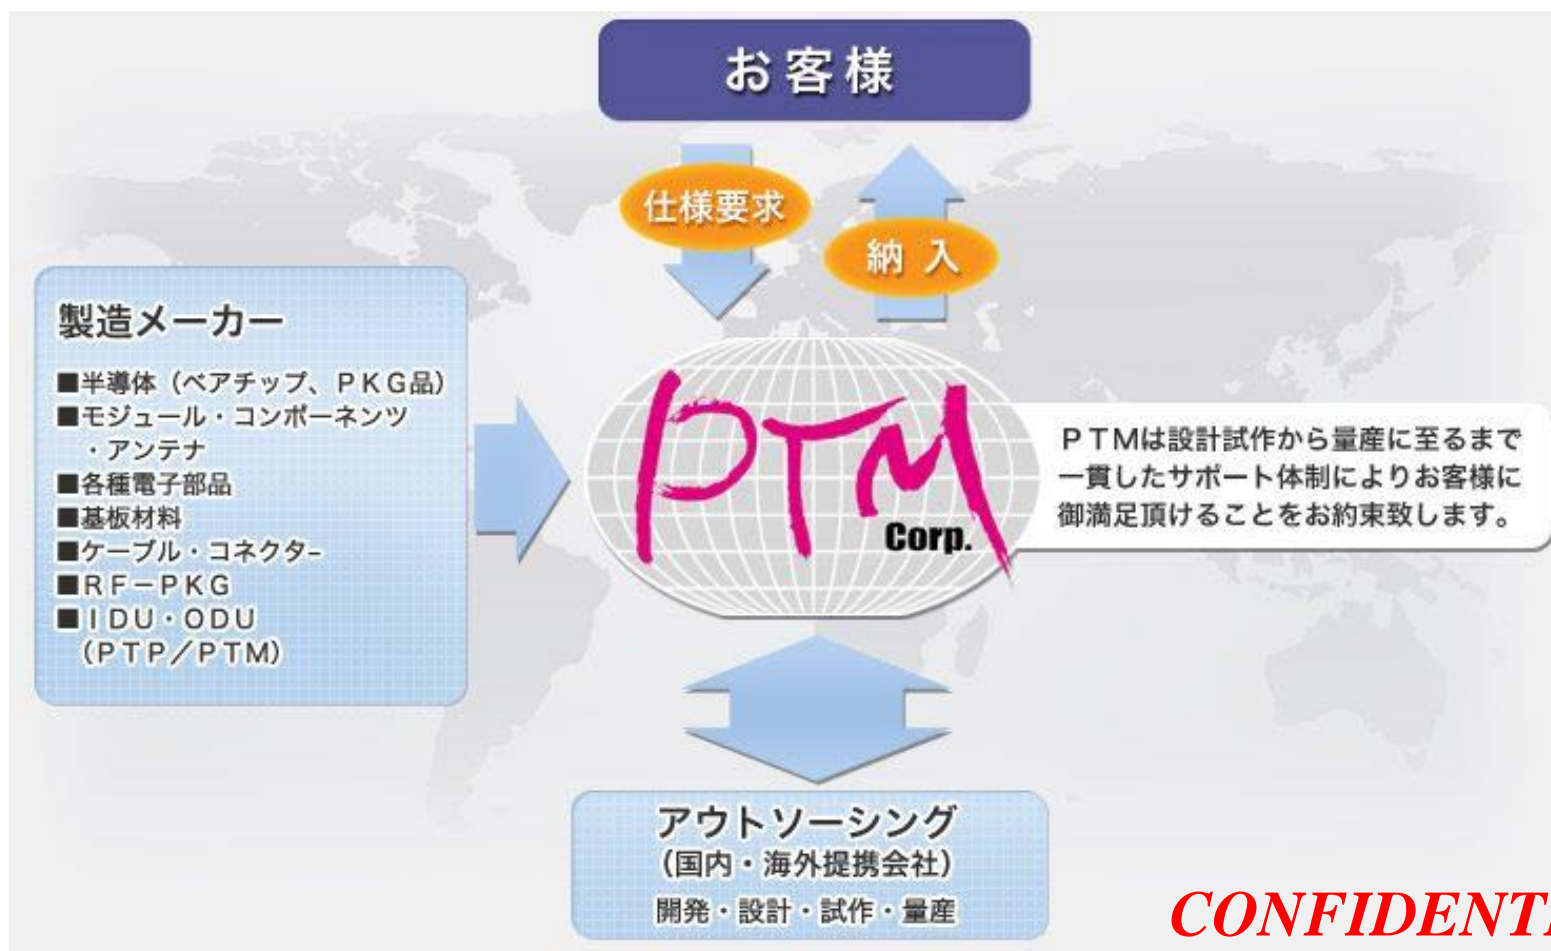 お客様
仕様要求
納入
製造メーカー
■半導体（ベアチップ、ＰＫＧ品）
■モジュール・コンポーネンツ
・アンテナ
■各種電子部品
■基板材料
■ケーブル・コネクタｰ
■ＲＦ－ＰＫＧ
■ＩＤＵ・ＯＤＵ
（ＰＴＰ／ＰＴＭ）
PTM
Corp.
ＰＴＭは設計試作から量産に至るまで
一貫したサポート体制によりお客様に
御満足頂けることをお約束致します。
アウトソーシング
（国内・海外提携会社）
開発・設計・試作・量産
CONFIDENTI